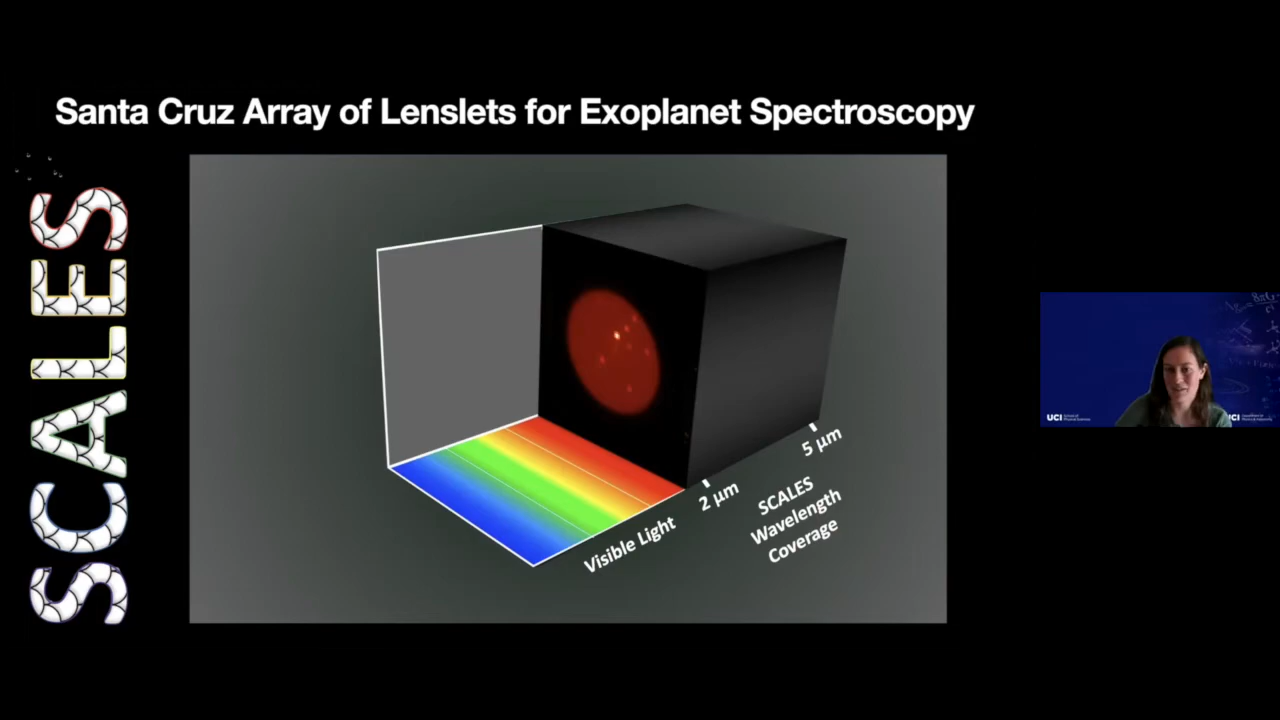 Santa Cruz Array of Lenslets for Exoplanet Spectroscopy
SCALES
5 μm
2 μm
SCALES
Wavelength
Coverage
Visible Light
UCI